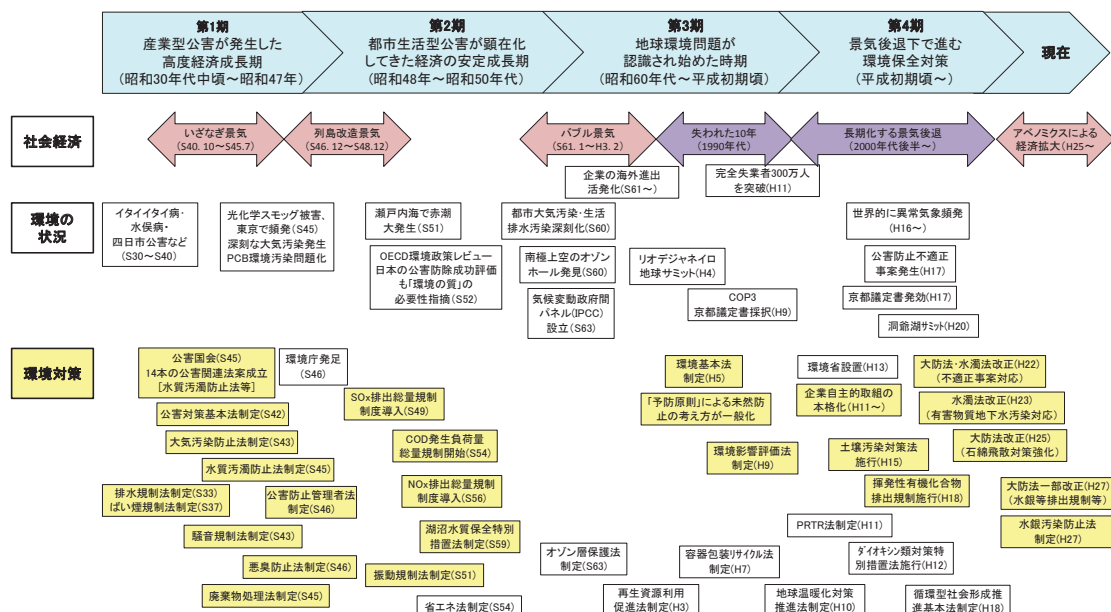 第1期
産業型公害が発生した
高度経済成長期
(昭和30年代中頃～昭和47年)
第2期
都市生活型公害が顕在化
してきた経済の安定成長期
(昭和48年～昭和50年代)
第3期
地球環境問題が
認識され始めた時期
(昭和60年代～平成初期頃)
第4期
景気後退下で進む
環境保全対策
(平成初期頃～)
現在
社会経済
いざなぎ景気
(S40. 10～S45.7)
列島改造景気
(S46. 12～S48.12)
バブル景気
(S61. 1～H3. 2)
失われた10年
(1990年代)
長期化する景気後退
(2000年代後半～)
アベノミクスによる
経済拡大(H25～
企業の海外進出
活発化(S61～)
完全失業者300万人
を突破(H11)
環境の
状況
イタイイタイ病・
水俣病・
四日市公害など
(S30～S40)
光化学スモッグ被害、
東京で頻発(S45)
深刻な大気汚染発生
PCB環境汚染問題化
瀬戸内海で赤潮
大発生(S51)
都市大気汚染・生活
排水汚染深刻化(S60)
世界的に異常気象頻発
(H16～)
OECD環境政策レビュー
日本の公害防除成功評価
も「環境の質」の
必要性指摘(S52)
南極上空のオゾン
ホール発見(S60)
リオデジャネイロ
地球サミット(H4)
公害防止不適正
事案発生(H17)
気候変動政府間
パネル(IPCC)
設立(S63)
COP3
京都議定書採択(H9)
京都議定書発効(H17)
洞爺湖サミット(H20)
環境対策
公害国会(S45)
14本の公害関連法案成立
[水質汚濁防止法等]
環境庁発足
(S46)
環境基本法
制定(H5)
環境省設置(H13)
大防法・水濁法改正(H22)
(不適正事案対応)
公害対策基本法制定(S42)
SOx排出総量規制
制度導入(S49)
「予防原則」による未然防
止の考え方が一般化
企業自主的取組の
本格化(H11～)
水濁法改正(H23)
(有害物質地下水汚染対応)
大気汚染防止法制定(S43)
COD発生負荷量
総量規制開始(S54)
環境影響評価法
制定(H9)
土壌汚染対策法
施行(H15)
大防法改正(H25)
(石綿飛散対策強化)
水質汚濁防止法制定(S45)
排水規制法制定(S33)
ばい煙規制法制定(S37)
公害防止管理者法
制定(S46)
NOx排出総量規制
制度導入(S56)
揮発性有機化合物
排出規制施行(H18)
大防法一部改正(H27)
(水銀等排出規制等)
騒音規制法制定(S43)
湖沼水質保全特別
措置法制定(S59)
PRTR法制定(H11)
水銀汚染防止法
制定(H27)
悪臭防止法制定(S46)
振動規制法制定(S51)
オゾン層保護法
制定(S63)
容器包装リサイクル法
制定(H7)
ダイオキシン類対策特
別措置法施行(H12)
廃棄物処理法制定(S45)
省エネ法制定(S54)
再生資源利用
促進法制定(H3)
地球温暖化対策
推進法制定(H10)
循環型社会形成推
進基本法制定(H18)